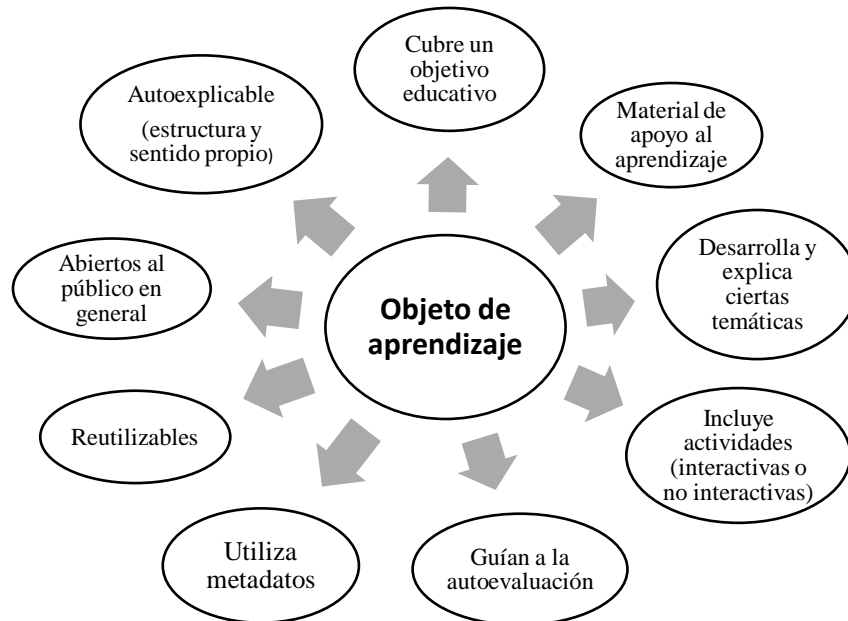 Cubre un
objetivo
educativo
Material de
apoyo al
aprendizaje
Desarrolla y
explica
ciertas
temáticas
Incluye
actividades
(interactivas o
no interactivas)
Guían a la
autoevaluación
Utiliza
metadatos
Reutilizables
Abiertos al
público en
general
Autoexplicable
(estructura y
sentido propio)
Objeto de
aprendizaje